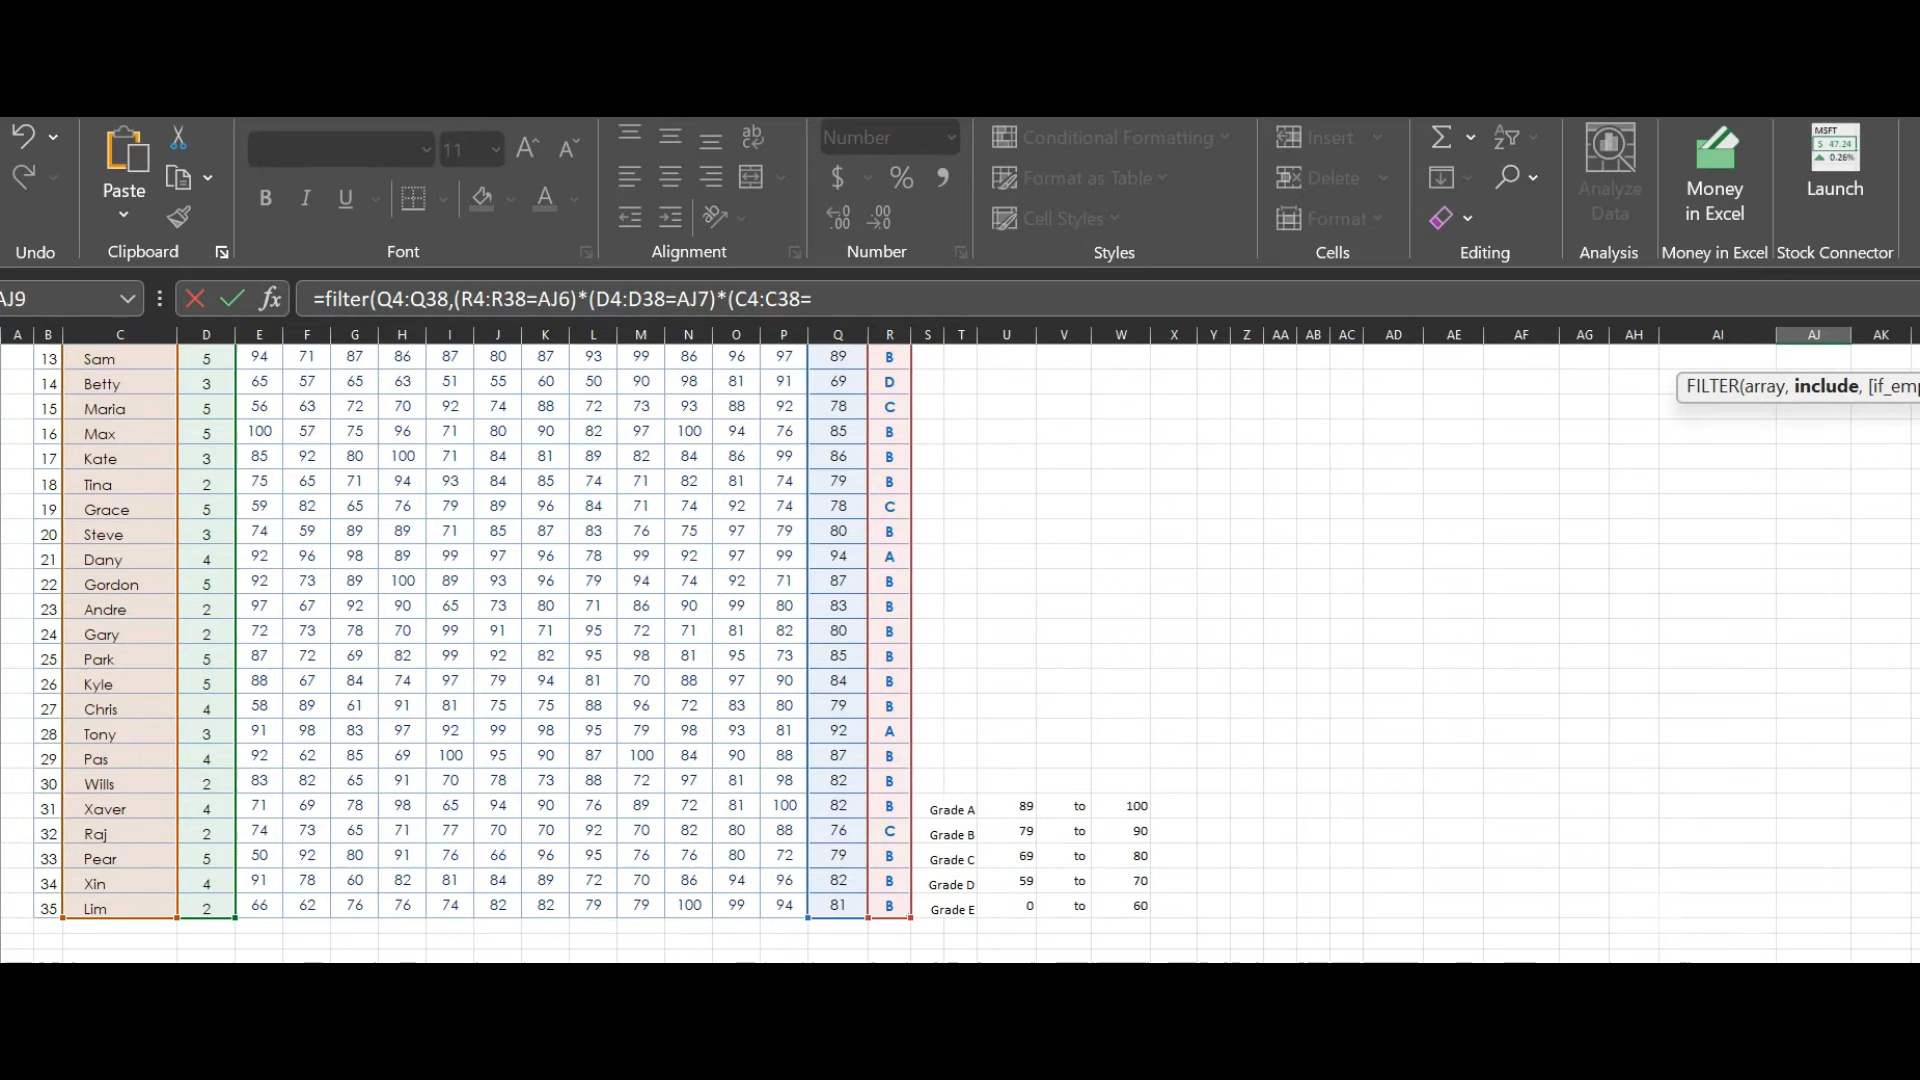 11
Number
Conditional Formatting
Insert
Format as Table
Delete
Cell Styles
Format
Paste
B I U
$ % ,
Analyze
Data
Money
in Excel
MSFT
$ 47.24
0.26%
Launch
Undo Clipboard Font Alignment Number Styles Cells Editing Analysis Money in Excel Stock Connector
AJ9 fx =filter(Q4:Q38,(R4:R38=AJ6)*(D4:D38=AJ7)*(C4:C38=
A B C D E F G H I J K L M N O P Q R S T U V W X Y Z AA AB AC AD AE AF AG AH AI AJ AK
FILTER(array, include, [if_emp
13 Sam 5 94 71 87 86 87 80 87 93 99 86 96 97 89 B
14 Betty 3 65 57 65 63 51 55 60 50 90 98 81 91 69 D
15 Maria 5 56 63 72 70 92 74 88 72 73 93 88 92 78 C
16 Max 5 100 57 75 96 71 80 90 82 97 100 94 76 85 B
17 Kate 3 85 92 80 100 71 84 81 89 82 84 86 99 86 B
18 Tina 2 75 65 71 94 93 84 85 74 71 82 81 74 79 B
19 Grace 5 59 82 65 76 79 89 96 84 71 74 92 74 78 C
20 Steve 3 74 59 89 89 71 85 87 83 76 75 97 79 80 B
21 Dany 4 92 96 98 89 99 97 96 78 99 92 97 99 94 A
22 Gordon 5 92 73 89 100 89 93 96 79 94 74 92 71 87 B
23 Andre 2 97 67 92 90 65 73 80 71 86 90 99 80 83 B
24 Gary 2 72 73 78 70 99 91 71 95 72 71 81 82 80 B
25 Park 5 87 72 69 82 99 92 82 95 98 81 95 73 85 B
26 Kyle 5 88 67 84 74 97 79 94 81 70 88 97 90 84 B
27 Chris 4 58 89 61 91 81 75 75 88 96 72 83 80 79 B
28 Tony 3 91 98 83 97 92 99 98 95 79 98 93 81 92 A
29 Pas 4 92 62 85 69 100 95 90 87 100 84 90 88 87 B
30 Wills 2 83 82 65 91 70 78 73 88 72 97 81 98 82 B
31 Xaver 4 71 69 78 98 65 94 90 76 89 72 81 100 82 B Grade A 89 to 100
32 Raj 2 74 73 65 71 77 70 70 92 70 82 80 88 76 C Grade B 79 to 90
33 Pear 5 50 92 80 91 76 66 96 95 76 76 80 72 79 B Grade C 69 to 80
34 Xin 4 91 78 60 82 81 84 89 72 70 86 94 96 82 B Grade D 59 to 70
35 Lim 2 66 62 76 76 74 82 82 79 79 100 99 94 81 B Grade E 0 to 60